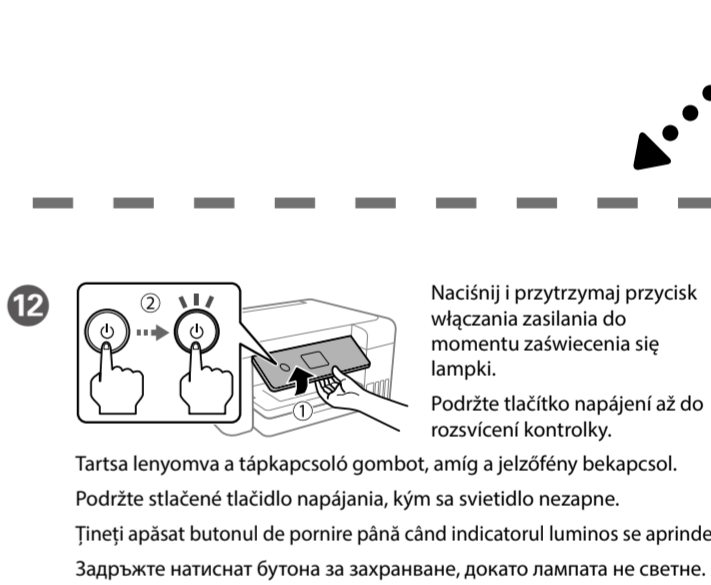 12
②
①
Naciśnij i przytrzymaj przycisk
włączania zasilania do
momentu zaświecenia się
lampki.
Podržte tlačítko napájení až do
rozsvícení kontrolky.
Tartsa lenyomva a tápkapcsoló gombot, amíg a jelzőfény bekapcsol.
Podržte stlačené tlačidlo napájania, kým sa svietidlo nezapne.
Țineți apăsat butonul de pornire până când indicatorul luminos se aprinde
Задръжте натиснат бутона за захранване, докато лампата не светне.